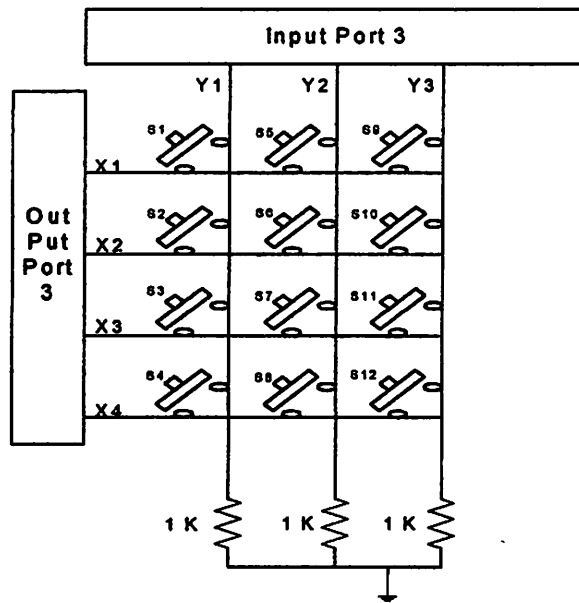 Input Port 3
Y1 Y2 Y3
S1 S5 S9
X1
Out
Put
Port
3
S2 S6 S10
X2
S3 S7 S11
X3
S4 S8 S12
X4
1 K 1 K 1 K